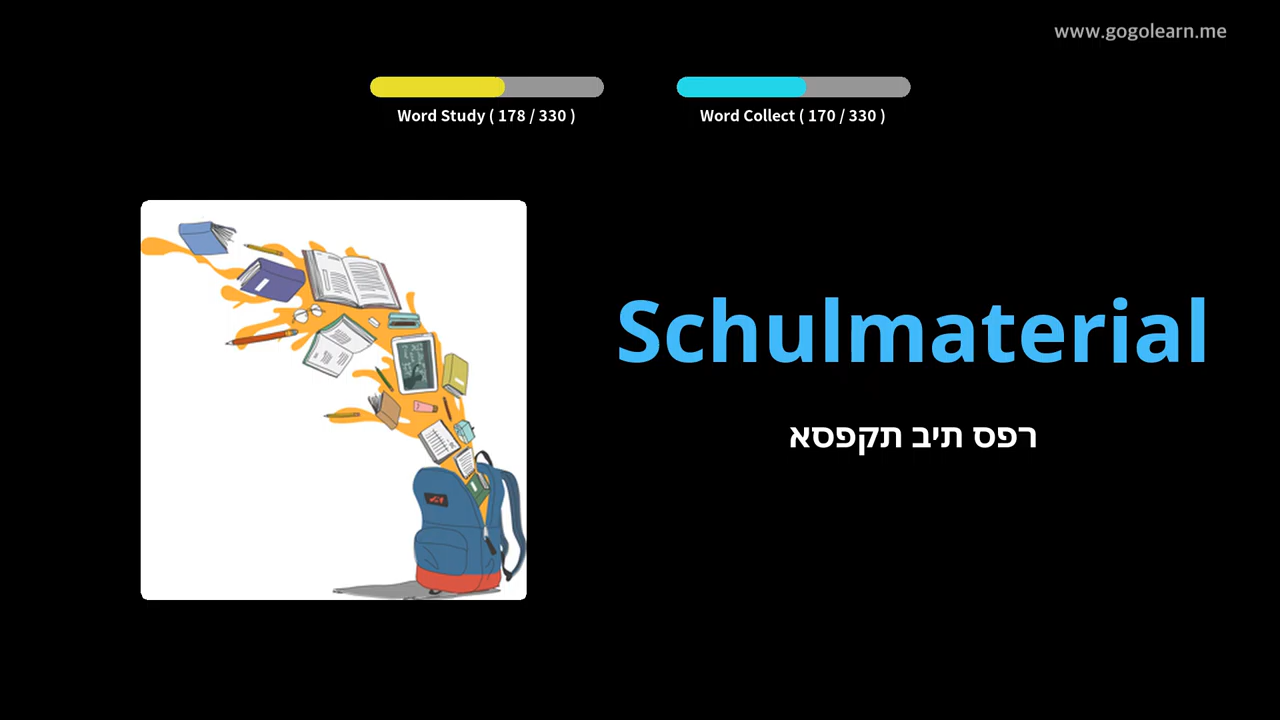 www.gogolearn.me
Word Study ( 178 / 330 )
Word Collect ( 170 / 330 )
Schulmaterial
רפס תיב תקפסא